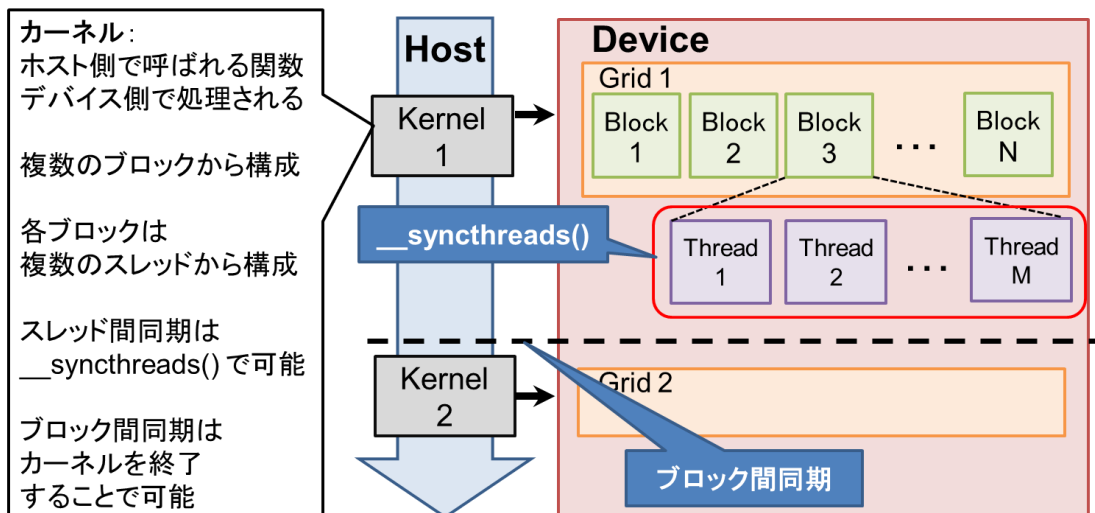 カーネル:
ホスト側で呼ばれる関数
デバイス側で処理される
複数のブロックから構成
各ブロックは
複数のスレッドから構成
スレッド間同期は
__syncthreads() で可能
ブロック間同期は
カーネルを終了
することで可能
Host
Kernel
1
__syncthreads()
Kernel
2
Device
Grid 1
Block
1
Block
2
Block
3
...
Block
N
Thread
1
Thread
2
...
Thread
M
Grid 2
ブロック間同期